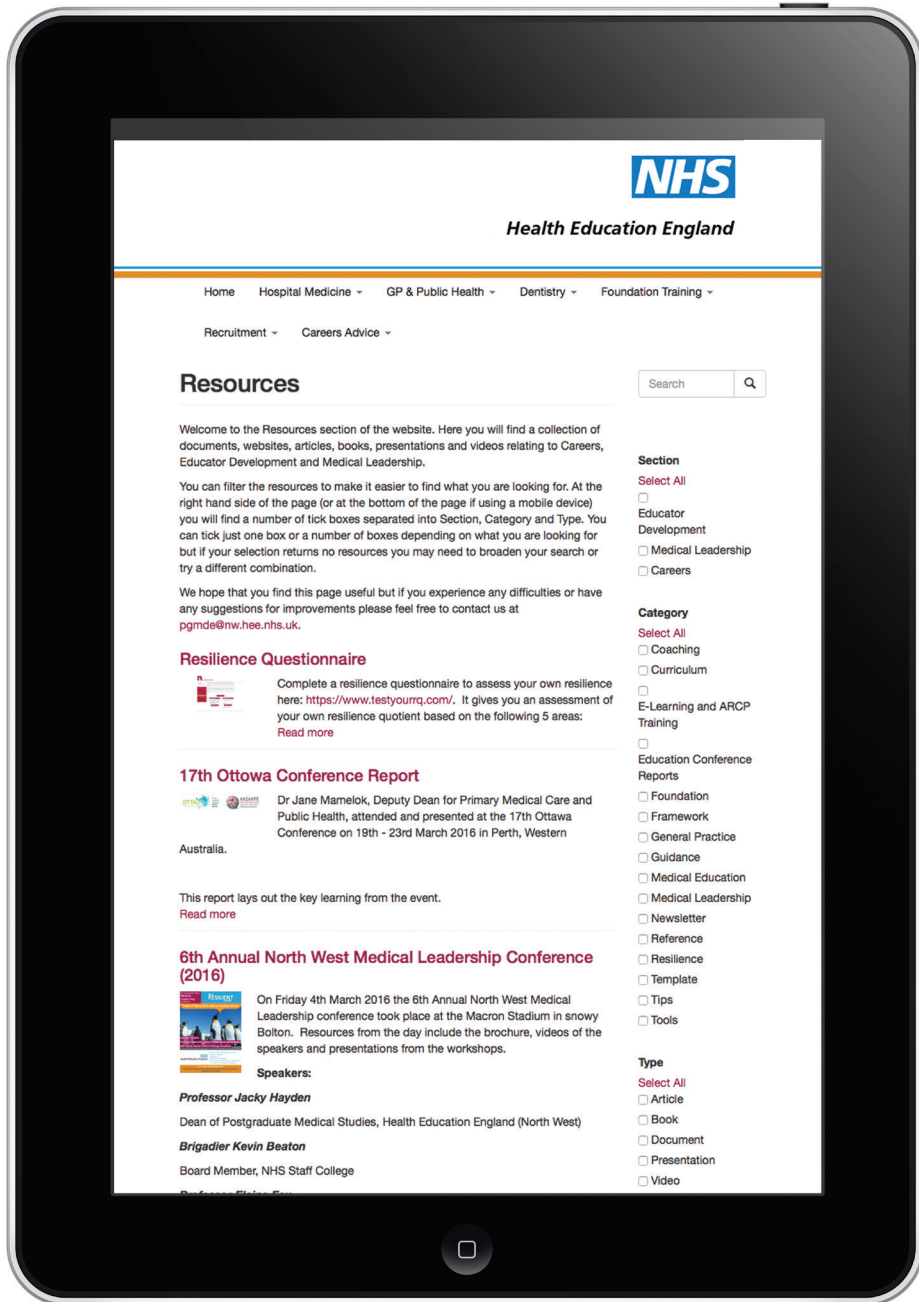 NHS
Health Education England
Home
Hospital Medicine
GP & Public Health
Dentistry
Foundation Training
Recruitment
Careers Advice
Resources
Welcome to the Resources section of the website. Here you will find a collection of
documents, websites, articles, books, presentations and videos relating to Careers,
Educator Development and Medical Leadership.
You can filter the resources to make it easier to find what you are looking for. At the
right hand side of the page (or at the bottom of the page if using a mobile device)
you will find a number of tick boxes separated into Section, Category and Type. You
can tick just one box or a number of boxes depending on what you are looking for
but if your selection returns no resources you may need to broaden your search or
try a different combination.
We hope that you find this page useful but if you experience any difficulties or have
any suggestions for improvements please feel free to contact us at
pgmde@nw.hee.nhs.uk.
Resilience Questionnaire
Complete a resilience questionnaire to assess your own resilience
here: https://www.testyourrq.com/. It gives you an assessment of
your own resilience quotient based on the following 5 areas:
Read more
17th Ottowa Conference Report
Dr Jane Mamelok, Deputy Dean for Primary Medical Care and
Public Health, attended and presented at the 17th Ottawa
Conference on 19th - 23rd March 2016 in Perth, Western
Australia.
This report lays out the key learning from the event.
Read more
6th Annual North West Medical Leadership Conference
(2016)
RESILIENT
On Friday 4th March 2016 the 6th Annual North West Medical
Leadership conference took place at the Macron Stadium in snowy
Bolton. Resources from the day include the brochure, videos of the
speakers and presentations from the workshops.
Speakers:
Professor Jacky Hayden
Dean of Postgraduate Medical Studies, Health Education England (North West)
Brigadier Kevin Beaton
Board Member, NHS Staff College
Search
Section
Select All
Educator
Development
Medical Leadership
Careers
Category
Select All
Coaching
Curriculum
E-Learning and ARCP
Training
Education Conference
Reports
Foundation
Framework
General Practice
Guidance
Medical Education
Medical Leadership
Newsletter
Reference
Resilience
Template
Tips
Tools
Type
Select All
Article
Book
Document
Presentation
Video